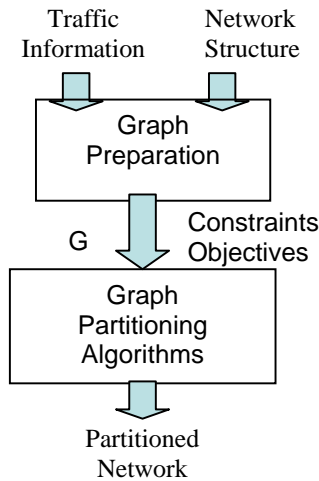 Traffic
Information
Network
Structure
Graph
Preparation
G
Constraints
Objectives
Graph
Partitioning
Algorithms
Partitioned
Network